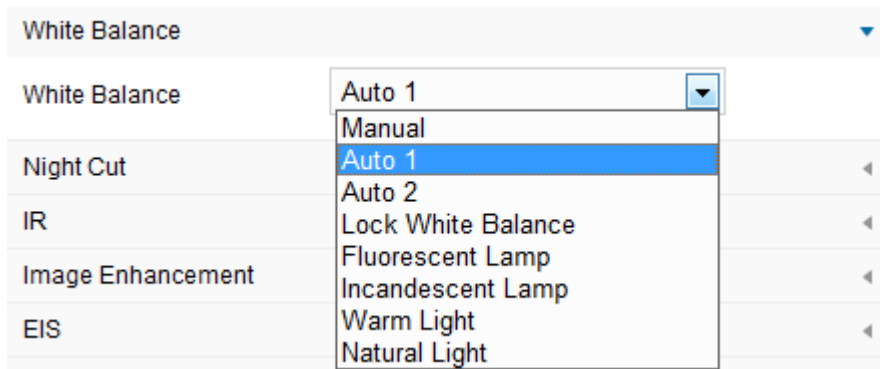 White Balance
White Balance Auto 1
Manual
Night Cut Auto 1
Auto 2
IR Lock White Balance
Fluorescent Lamp
Image Enhancement Incandescent Lamp
EIS Warm Light
Natural Light